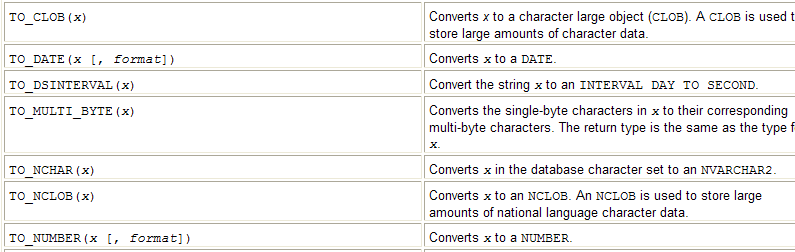 TO_CLOB(x)
Converts x to a character large object (CLOB). A CLOB is used
store large amounts of character data.
TO_DATE(x [, format])
Converts x to a DATE.
TO_DSINTERVAL(x)
Convert the string x to an INTERVAL DAY TO SECOND.
TO_MULTI_BYTE(x)
Converts the single-byte characters in x to their corresponding
multi-byte characters. The return type is the same as the type
x.
TO_NCHAR(x)
Converts x in the database character set to an NVARCHAR2.
TO_NCLOB(x)
Converts x to an NCLOB. An NCLOB is used to store large
amounts of national language character data.
TO_NUMBER(x [, format])
Converts x to a NUMBER.